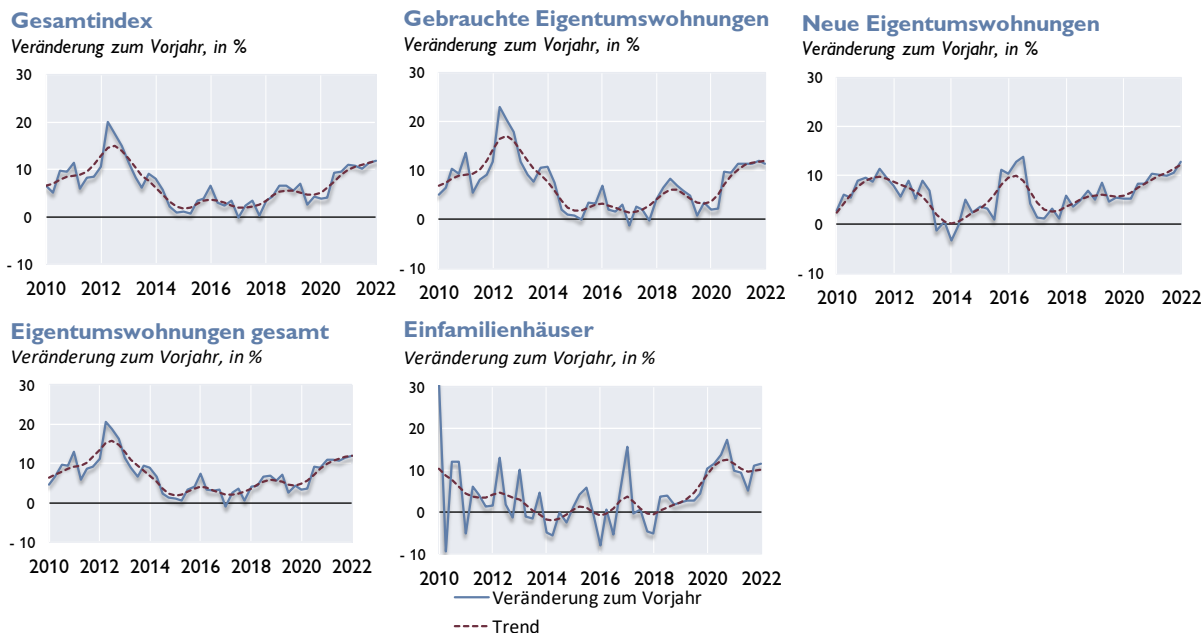 Gesamtindex
Veränderung zum Vorjahr, in %
30
20
10
0
- 10
2010 2012 2014 2016 2018 2020 2022
Gebrauchte Eigentumswohnungen
Veränderung zum Vorjahr, in %
30
20
10
0
- 10
2010 2012 2014 2016 2018 2020 2022
Neue Eigentumswohnungen
Veränderung zum Vorjahr, in %
30
20
10
0
- 10
2010 2012 2014 2016 2018 2020 2022
Eigentumswohnungen gesamt
Veränderung zum Vorjahr, in %
30
20
10
0
- 10
2010 2012 2014 2016 2018 2020 2022
Einfamilienhäuser
Veränderung zum Vorjahr, in %
30
20
10
0
- 10
2010 2012 2014 2016 2018 2020 2022
Veränderung zum Vorjahr
Trend